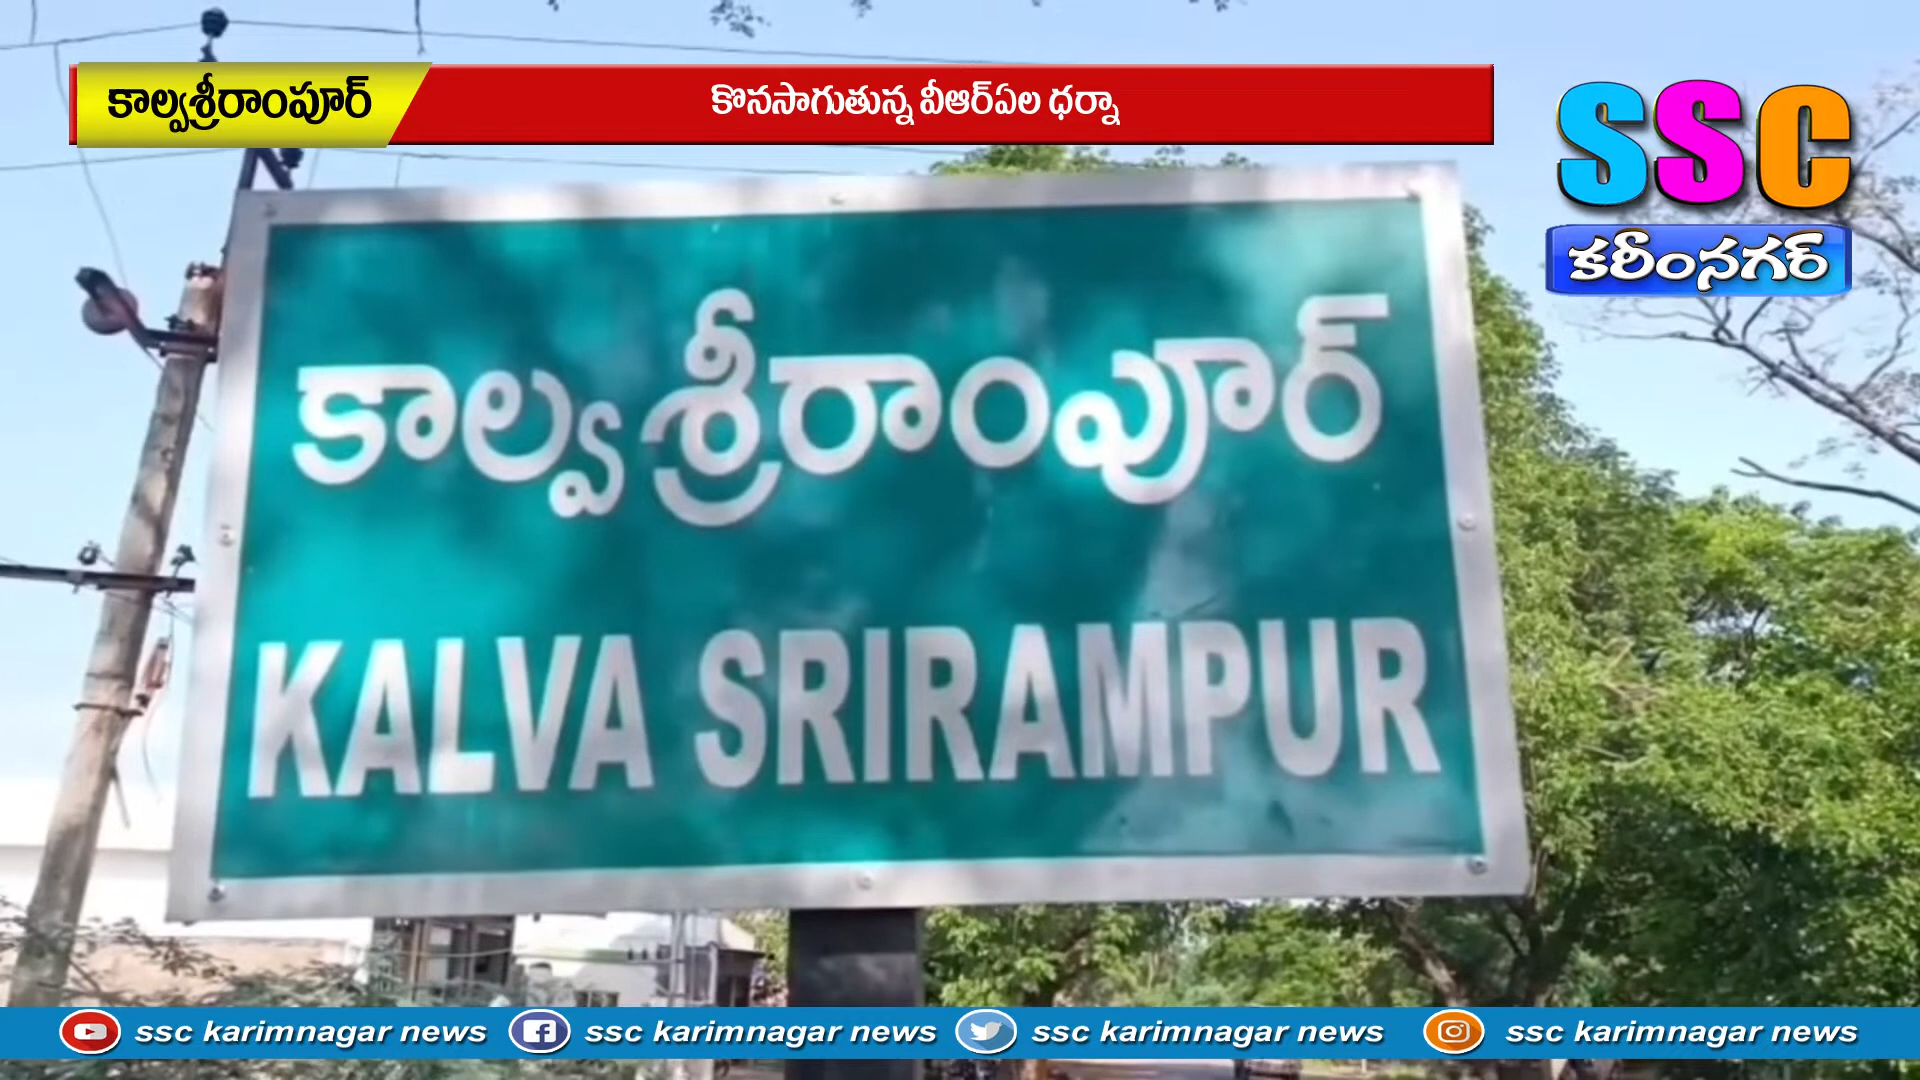 కాల్వశ్రీరాంపూర్
కొనసాగుతున్న వీఆర్ఏల ధర్నా
SSC
కరీంనగర్
కాల్వశ్రీరాంపూర్
KALVA SRIRAMPUR
ssc karimnagar news ssc karimnagar news ssc karimnagar news ssc karimnagar news